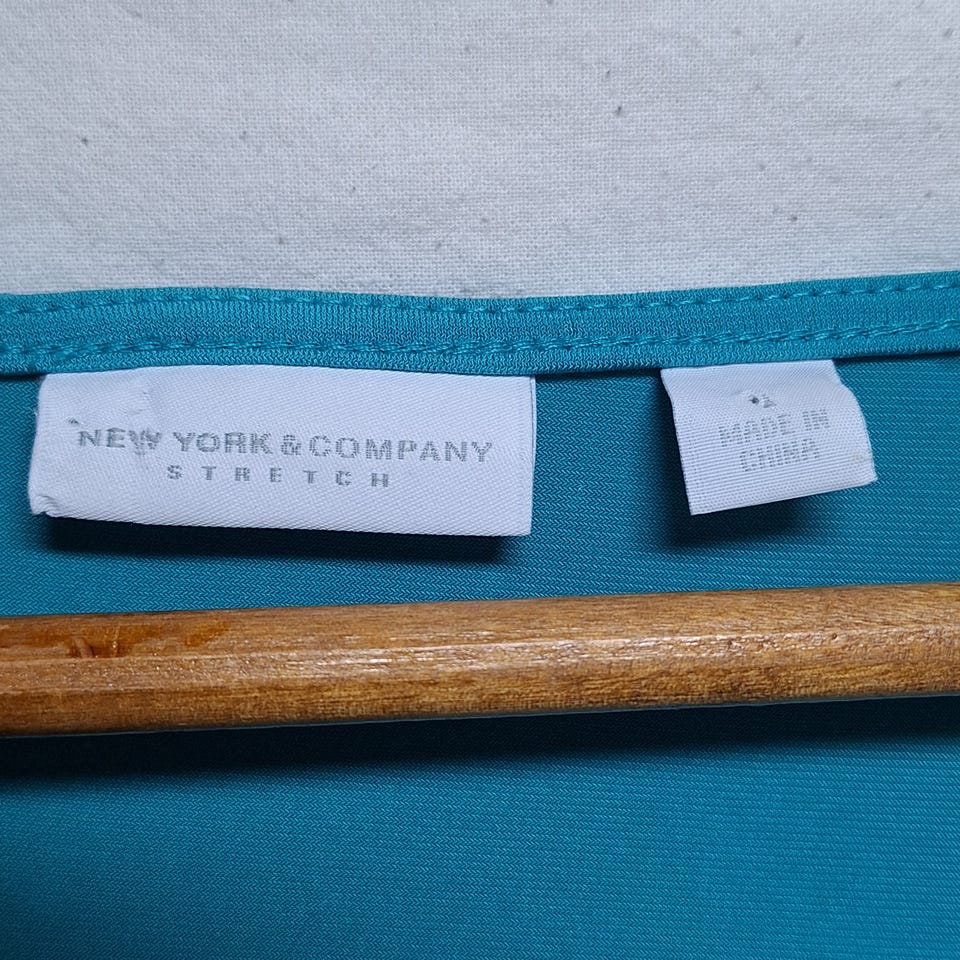 NEW YORK & COMPANY
STRETCH
MADE IN
CHINA